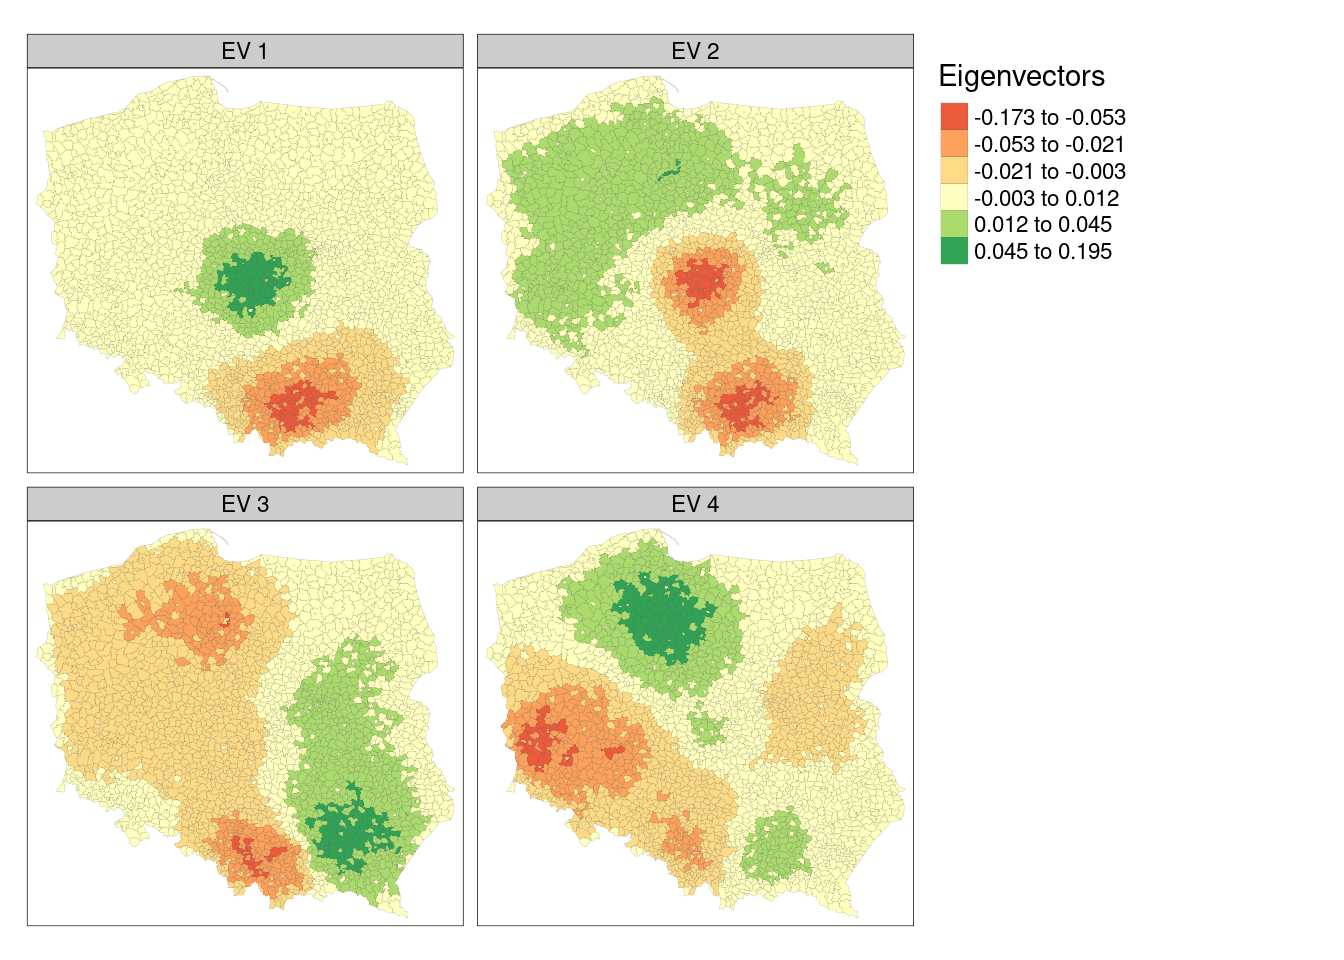 EV 1
EV 2
EV 3
EV 4
Eigenvectors
-0.173 to -0.053
-0.053 to -0.021
-0.021 to -0.003
-0.003 to 0.012
0.012 to 0.045
0.045 to 0.195